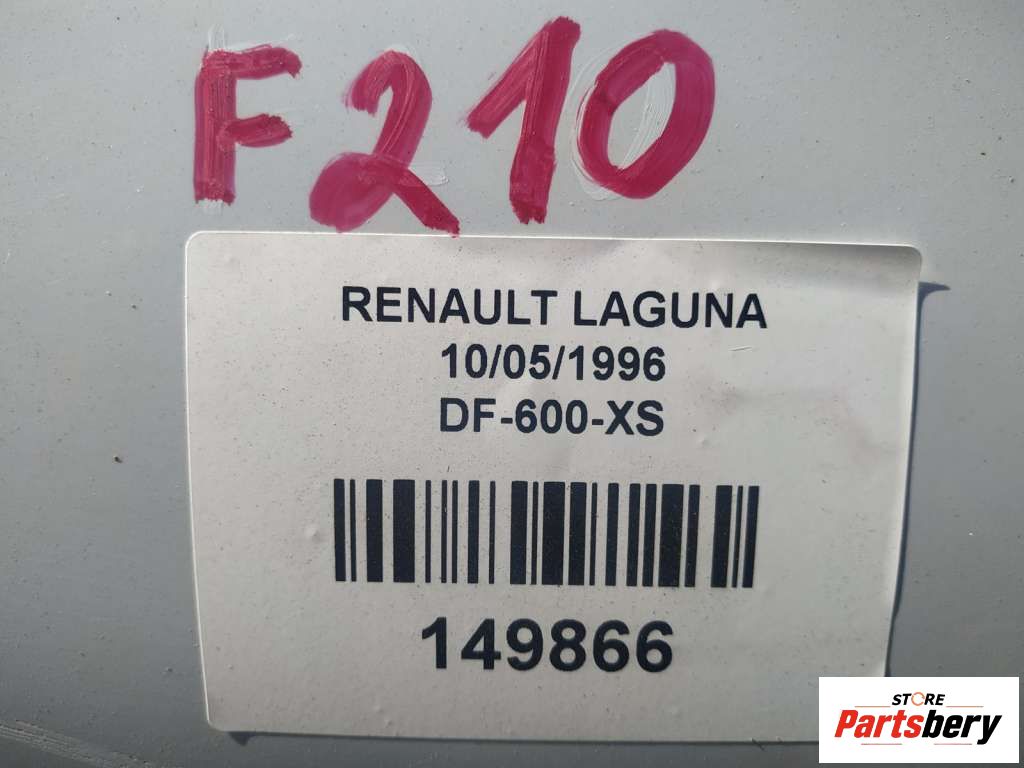 F210
RENAULT LAGUNA
10/05/1996
DF-600-XS
149866
STORE
Partsbery